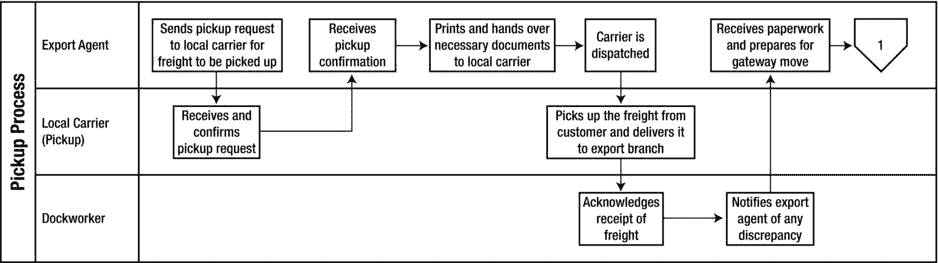 Pickup Process
Export Agent
Sends pickup request
to local carrier for
freight to be picked up
Receives
pickup
confirmation
Prints and hands over
necessary documents
to local carrier
Carrier is
dispatched
Receives paperwork
and prepares for
gateway move
1
Local Carrier
(Pickup)
Receives and
confirms
pickup request
Picks up the freight from
customer and delivers it
to export branch
Dockworker
Acknowledges
receipt of
freight
Notifies export
agent of any
discrepancy